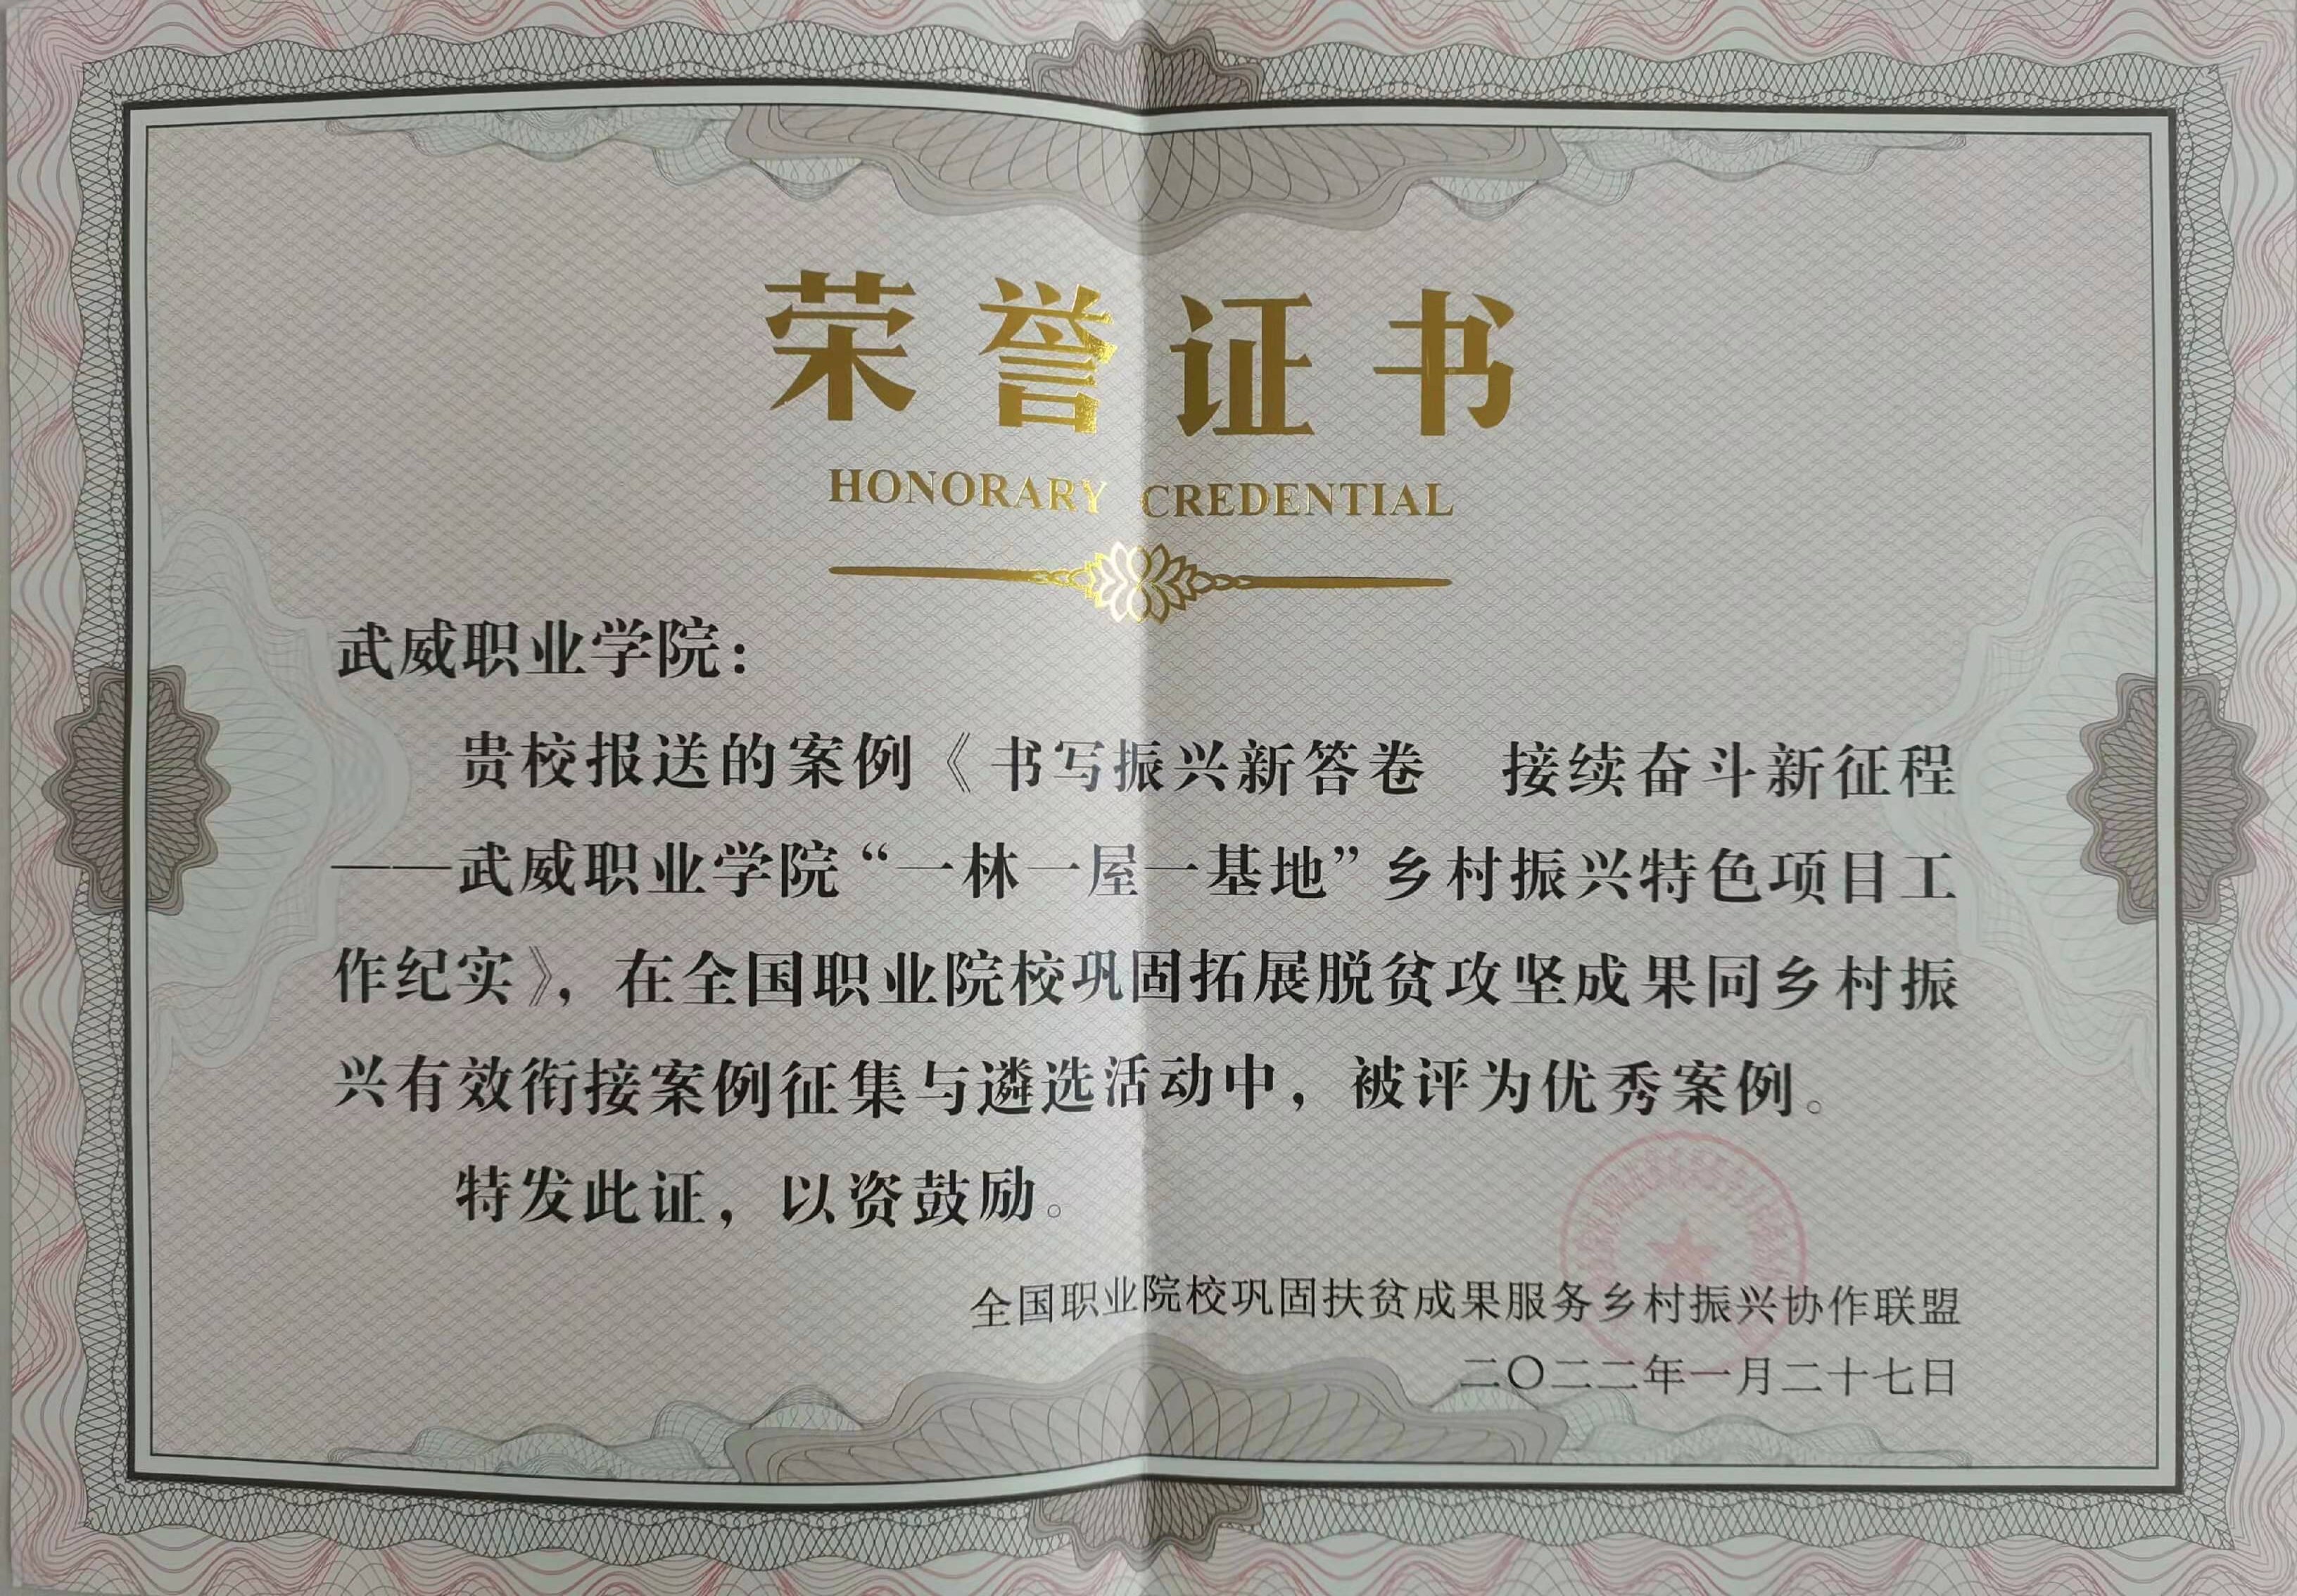 荣誉证书
HONORARY CREDENTIAL
武威职业学院：
贵校报送的案例《书写振兴新答卷　接续奋斗新征程
——武威职业学院“一林一屋一基地”乡村振兴特色项目工
作纪实》，在全国职业院校巩固拓展脱贫攻坚成果同乡村振
兴有效衔接案例征集与遴选活动中，被评为优秀案例。
特发此证，以资鼓励。
全国职业院校巩固扶贫成果服务乡村振兴协作联盟
二〇二二年一月二十七日